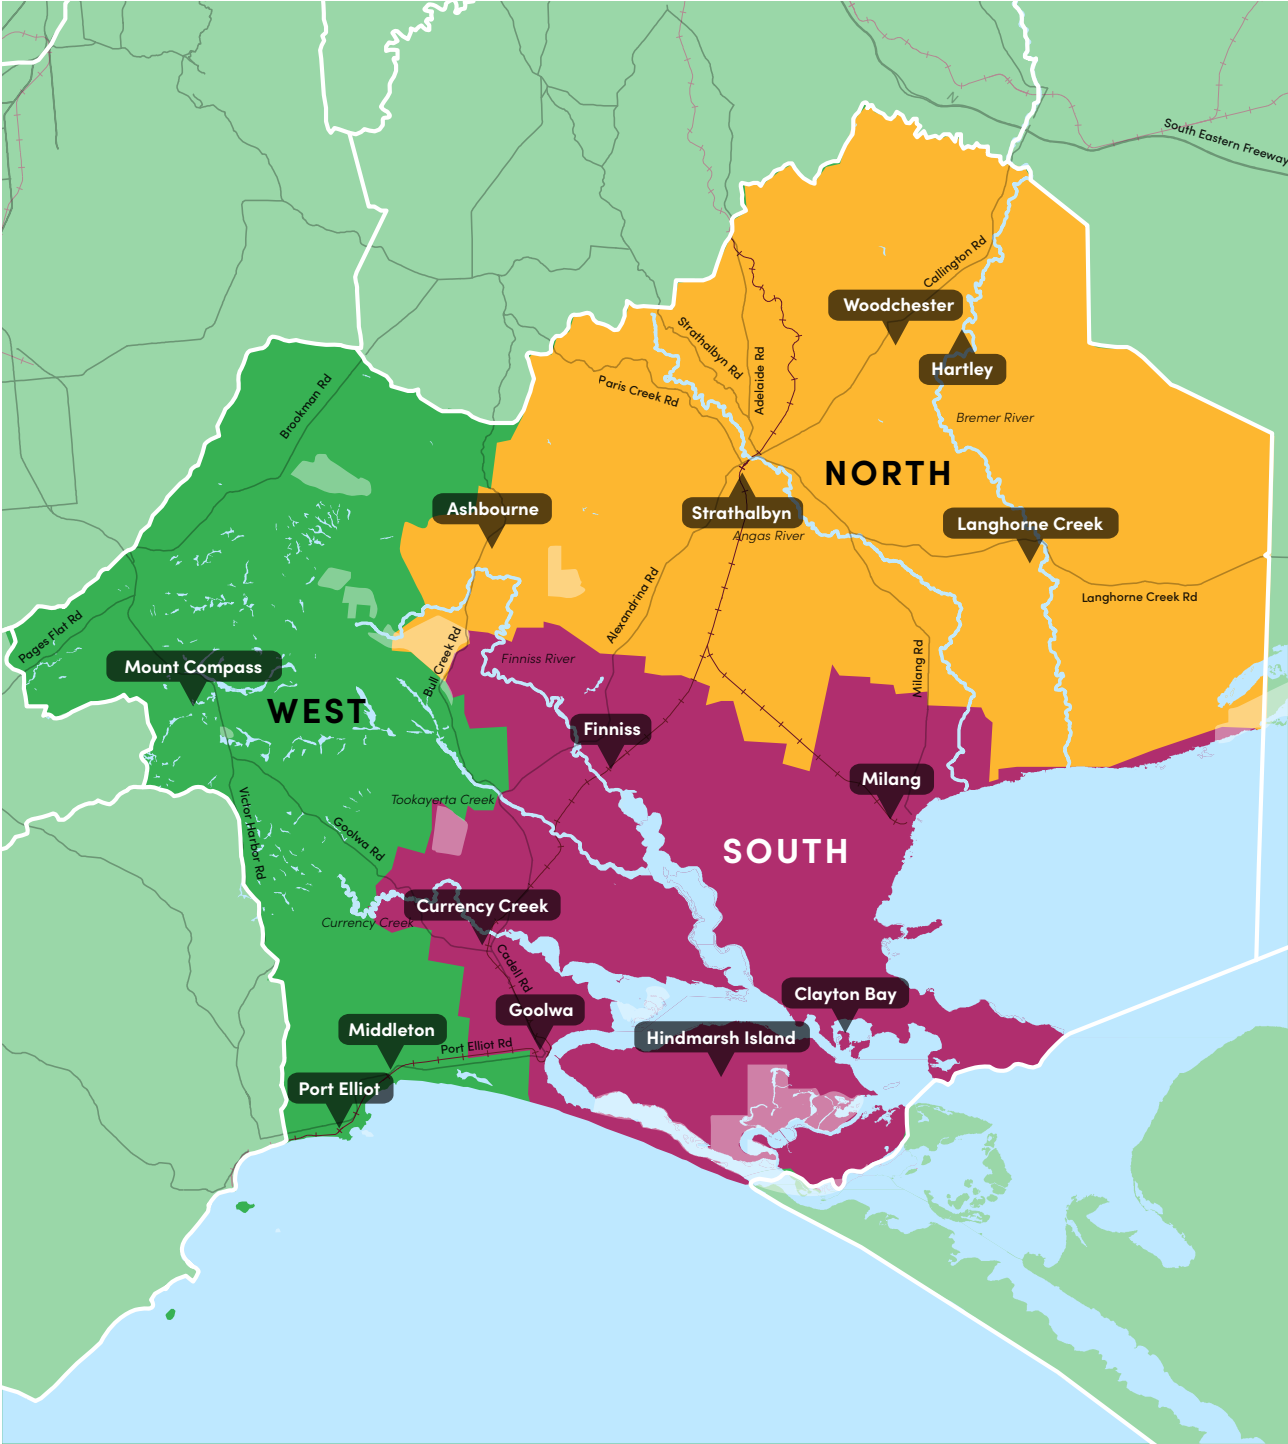 N
South Eastern Freeway
Callington Rd
Woodchester
Strathalbyn Rd
Adelaide Rd
Hartley
Brookman Rd
Paris Creek Rd
Bremer River
NORTH
Ashbourne
Strathalbyn
Langhorne Creek
Angas River
Alexandrina Rd
Langhorne Creek Rd
Pages Flat Rd
Bull Creek Rd
Finniss River
Milang Rd
Mount Compass
WEST
Finniss
Milang
Tookayerta Creek
Victor Harbor Rd
Goolwa Rd
SOUTH
Currency Creek
Currency Creek
Cadell Rd
Clayton Bay
Goolwa
Middleton
Hindmarsh Island
Port Elliot Rd
Port Elliot